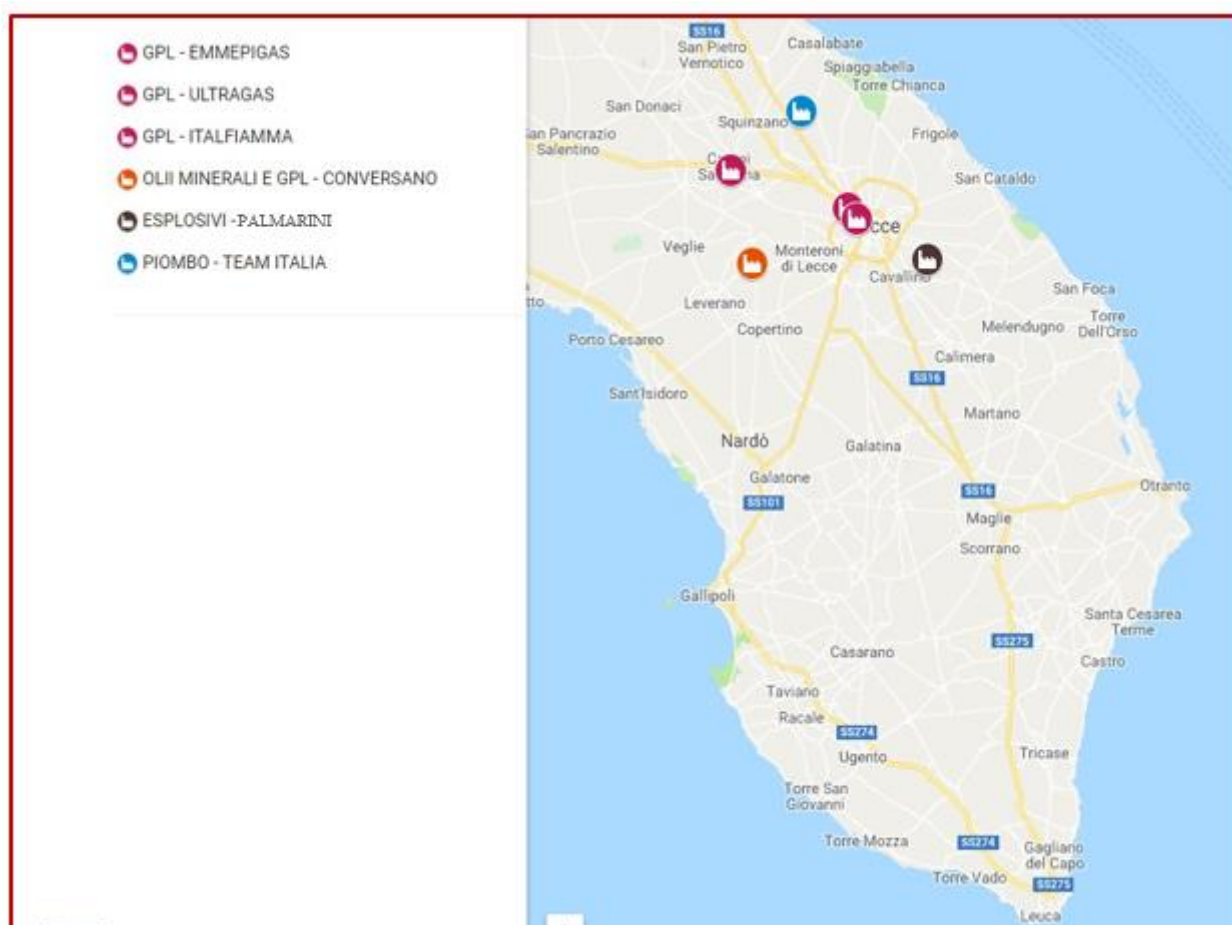 GPL - EMMEPIGAS
GPL - ULTRAGAS
GPL - ITALFIAMMA
OLII MINERALI E GPL - CONVERSANO
ESPLOSIVI -PALMARINI
PIOMBO - TEAM ITALIA
SS16
San Pietro
Vernotico
Casalabate
Spiaggiabella
Torre Chianca
San Donaci
Squinzano
San Pancrazio
Salentino
Frigole
San Cataldo
Veglie
Monteroni
di Lecce
Cavallino
San Foca
Leverano
Copertino
Melendugno
Torre
Dell'Orso
Porto Cesareo
Calimera
SS16
Sant'Isidoro
Martano
Nardò
Galatina
Galatone
SS101
SS16
Otranto
Maglie
Scorrano
Gallipoli
Santa Cesarea
Terme
SS275
Casarano
Castro
Taviano
Racale
SS274
Ugento
Tricase
Torre San
Giovanni
Torre Mozza
SS274
Gagliano
del Capo
Torre Vado
SS275
Leuca